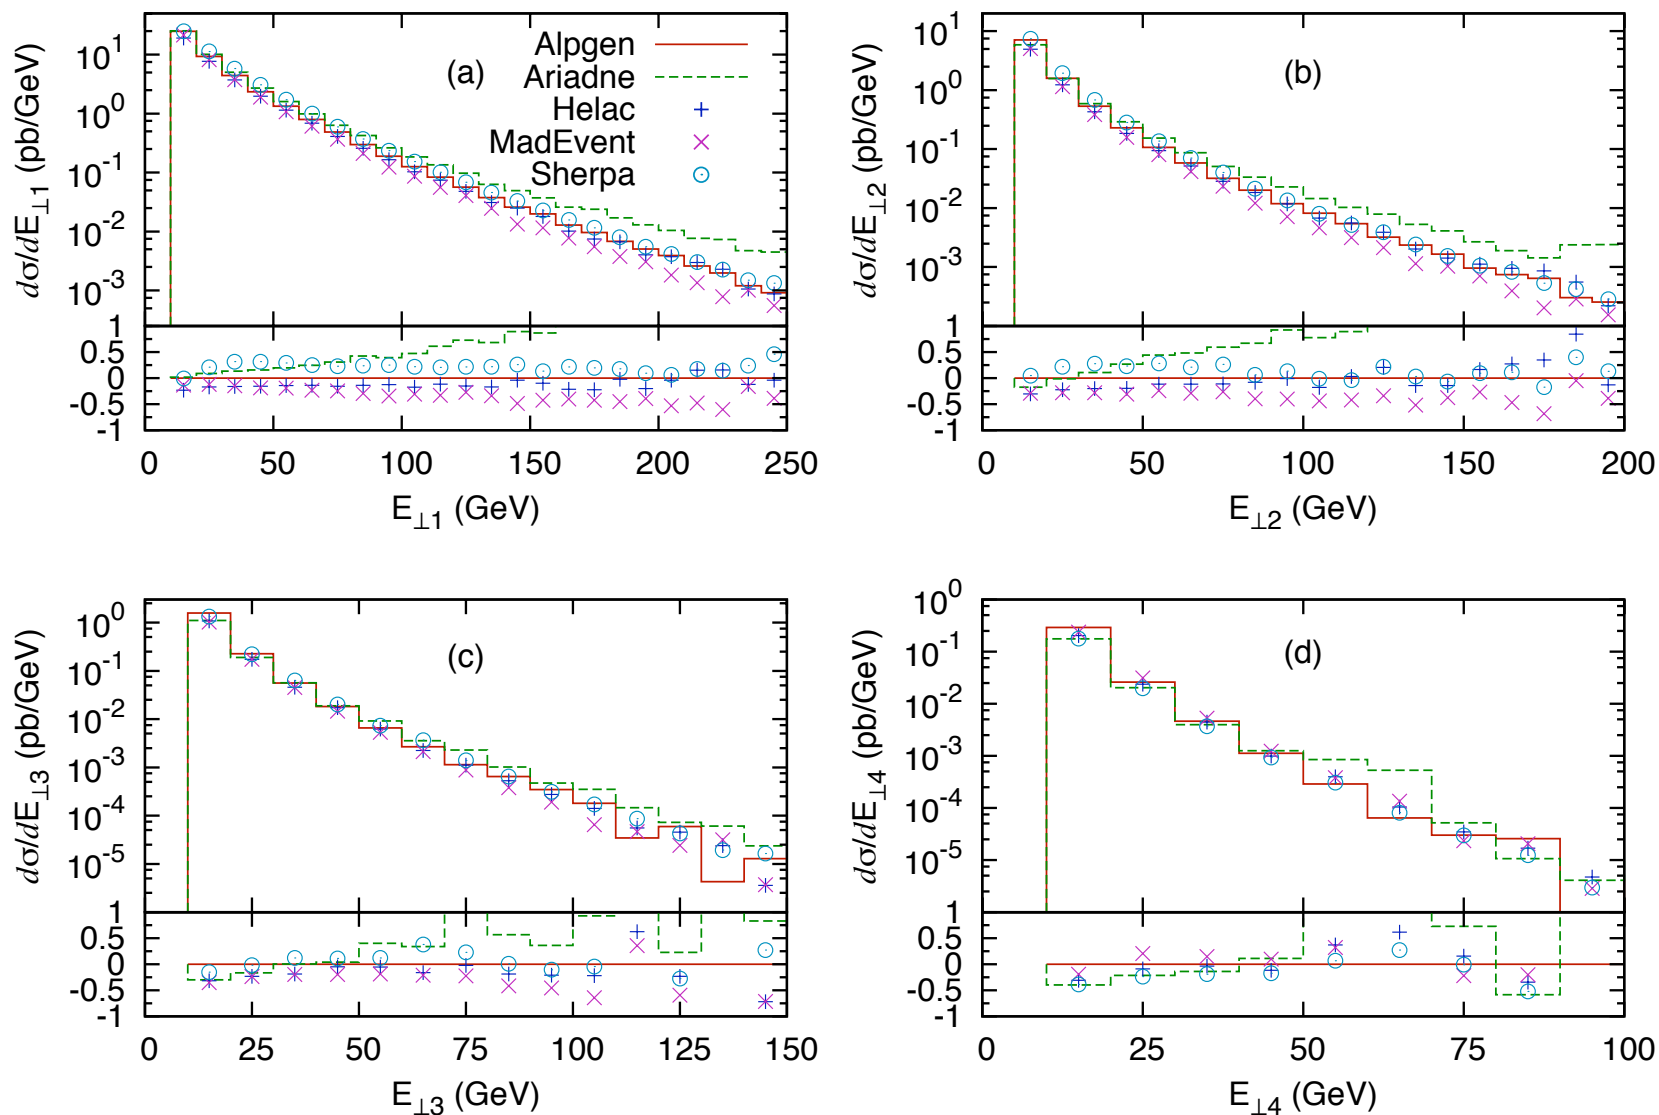 (a)
Alpgen
Ariadne
Helac
MadEvent
Sherpa
dσ/dE⊥1 (pb/GeV)
10^1
10^0
10^-1
10^-2
10^-3
1
0.5
0
-0.5
-1
0 50 100 150 200 250
E⊥1 (GeV)
(b)
dσ/dE⊥2 (pb/GeV)
10^1
10^0
10^-1
10^-2
10^-3
1
0.5
0
-0.5
-1
0 50 100 150 200
E⊥2 (GeV)
(c)
dσ/dE⊥3 (pb/GeV)
10^0
10^-1
10^-2
10^-3
10^-4
10^-5
1
0.5
0
-0.5
-1
0 25 50 75 100 125 150
E⊥3 (GeV)
(d)
dσ/dE⊥4 (pb/GeV)
10^0
10^-1
10^-2
10^-3
10^-4
10^-5
1
0.5
0
-0.5
-1
0 25 50 75 100
E⊥4 (GeV)